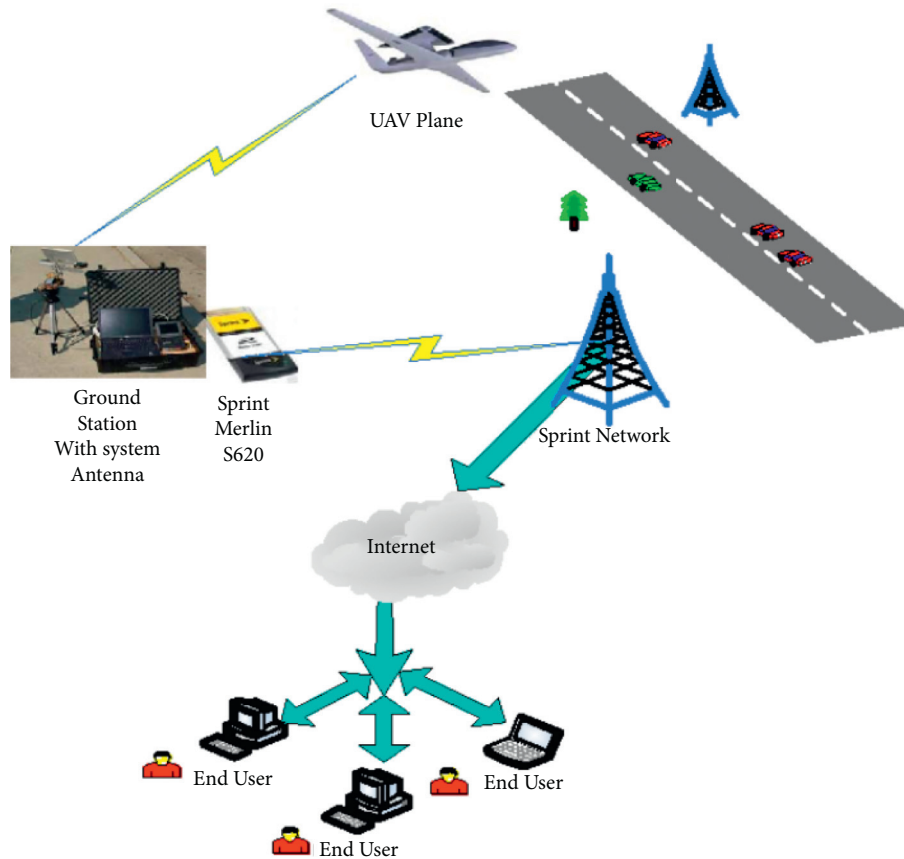 UAV Plane
Ground
Station
With system
Antenna
Sprint
Merlin
S620
Sprint Network
Internet
End User
End User
End User